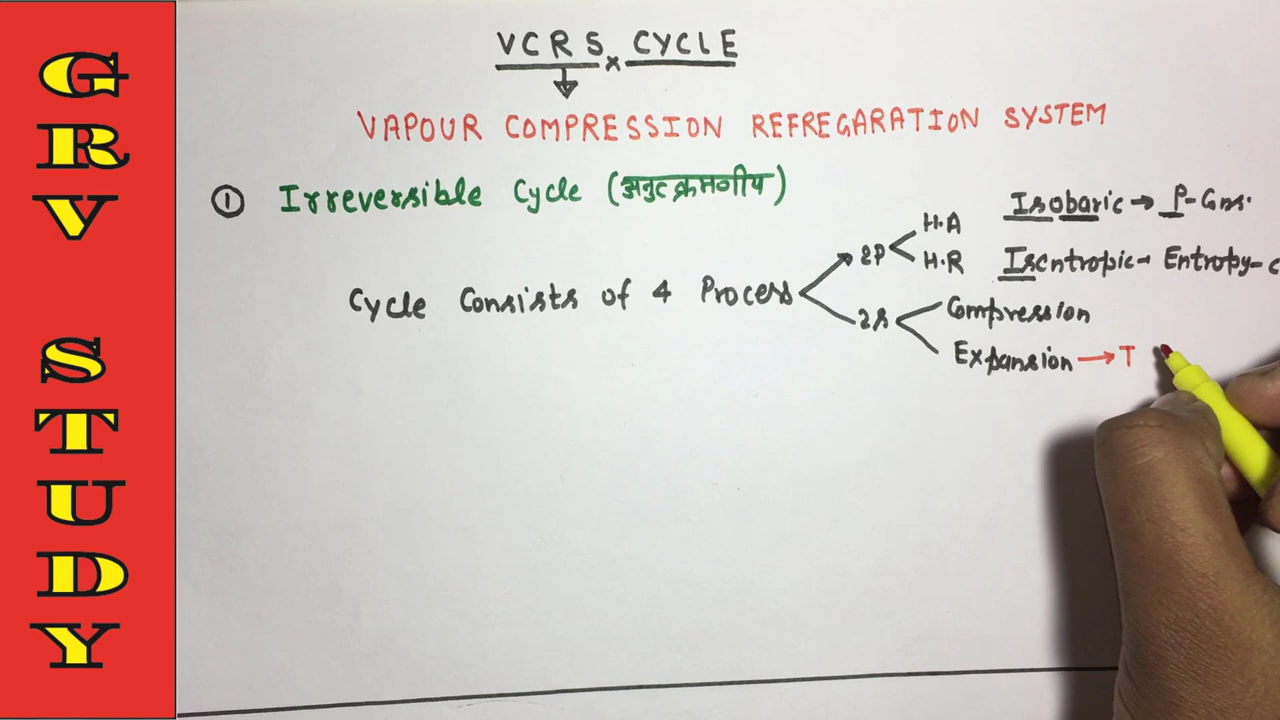 GRV STUDY
VCRS CYCLE
VAPOUR COMPRESSION REFREGARATION SYSTEM
① Irreversible Cycle (अनुत्क्रमणीय)
Isobaric → P-Cons.
H.A
2P
H.R
Isentropic → Entropy-c
Cycle Consists of 4 Process
Compression
2s
Expansion → T